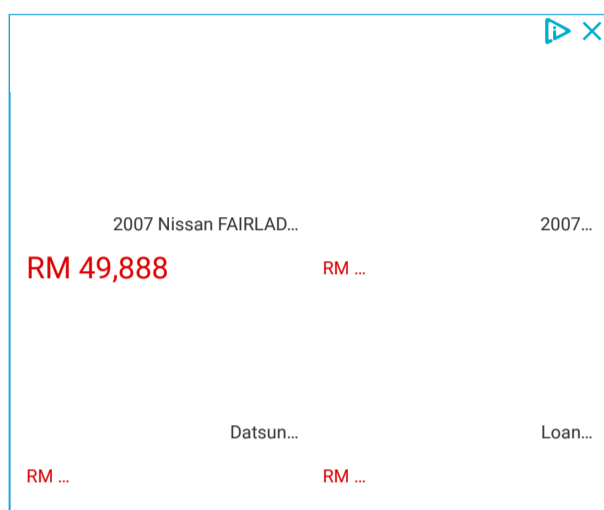 2007 Nissan FAIRLAD...
2007...
RM 49,888
RM ...
Datsun...
Loan...
RM ...
RM ...